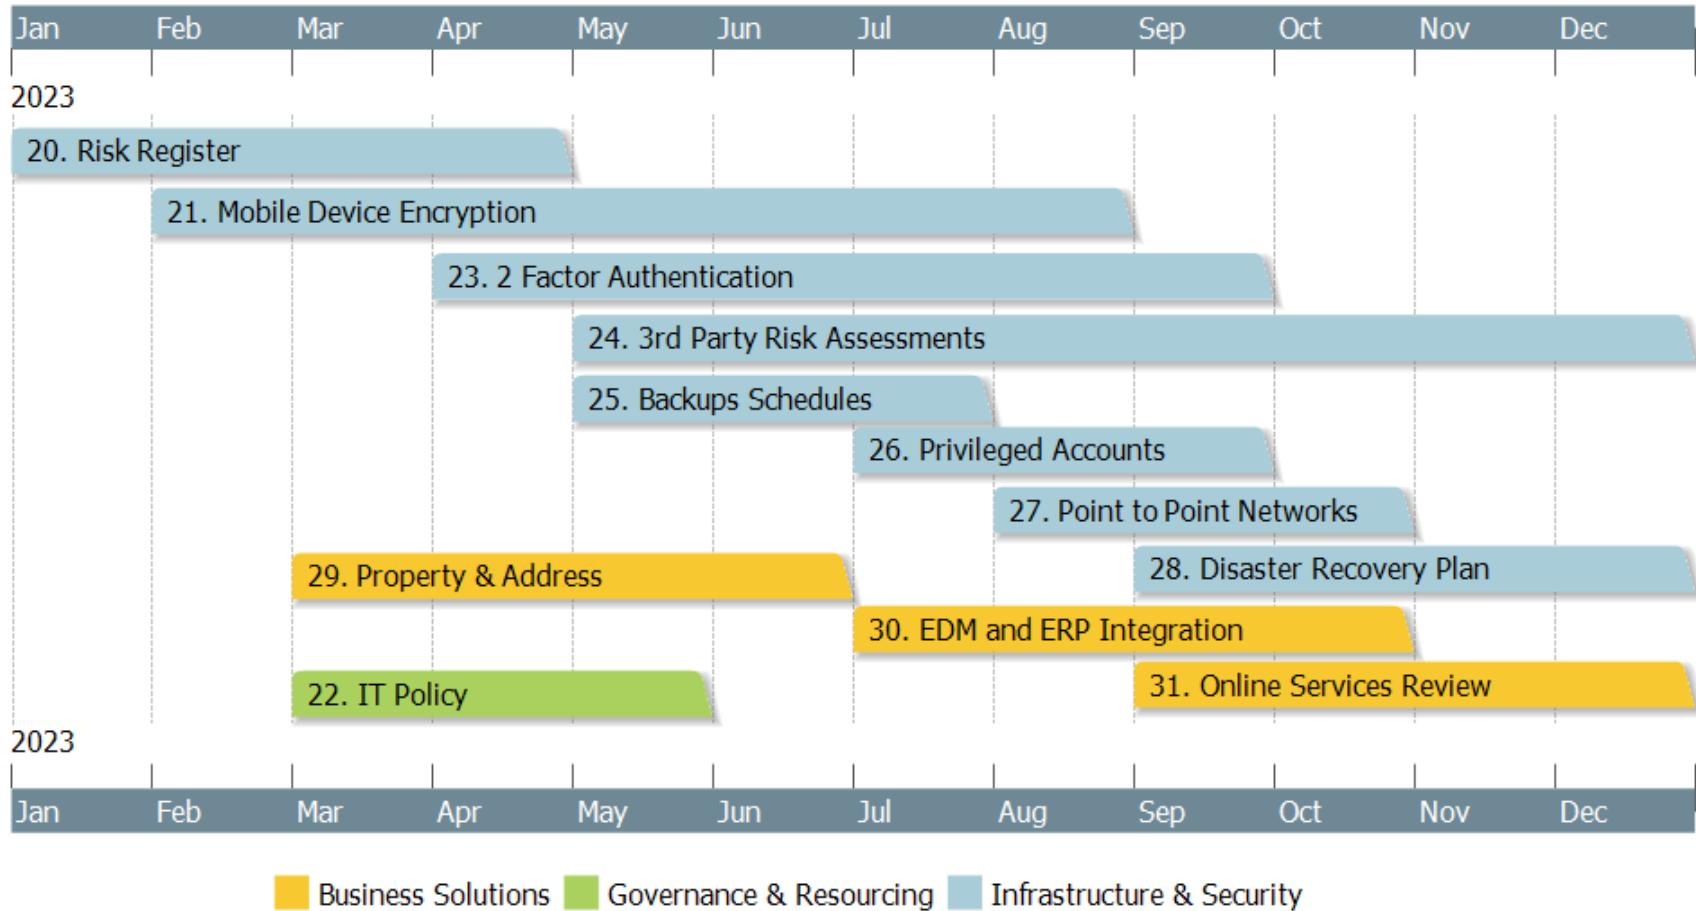 Jan Feb Mar Apr May Jun Jul Aug Sep Oct Nov Dec
2023
20. Risk Register
21. Mobile Device Encryption
23. 2 Factor Authentication
24. 3rd Party Risk Assessments
25. Backups Schedules
26. Privileged Accounts
27. Point to Point Networks
28. Disaster Recovery Plan
29. Property & Address
30. EDM and ERP Integration
31. Online Services Review
22. IT Policy
2023
Jan Feb Mar Apr May Jun Jul Aug Sep Oct Nov Dec
Business Solutions Governance & Resourcing Infrastructure & Security